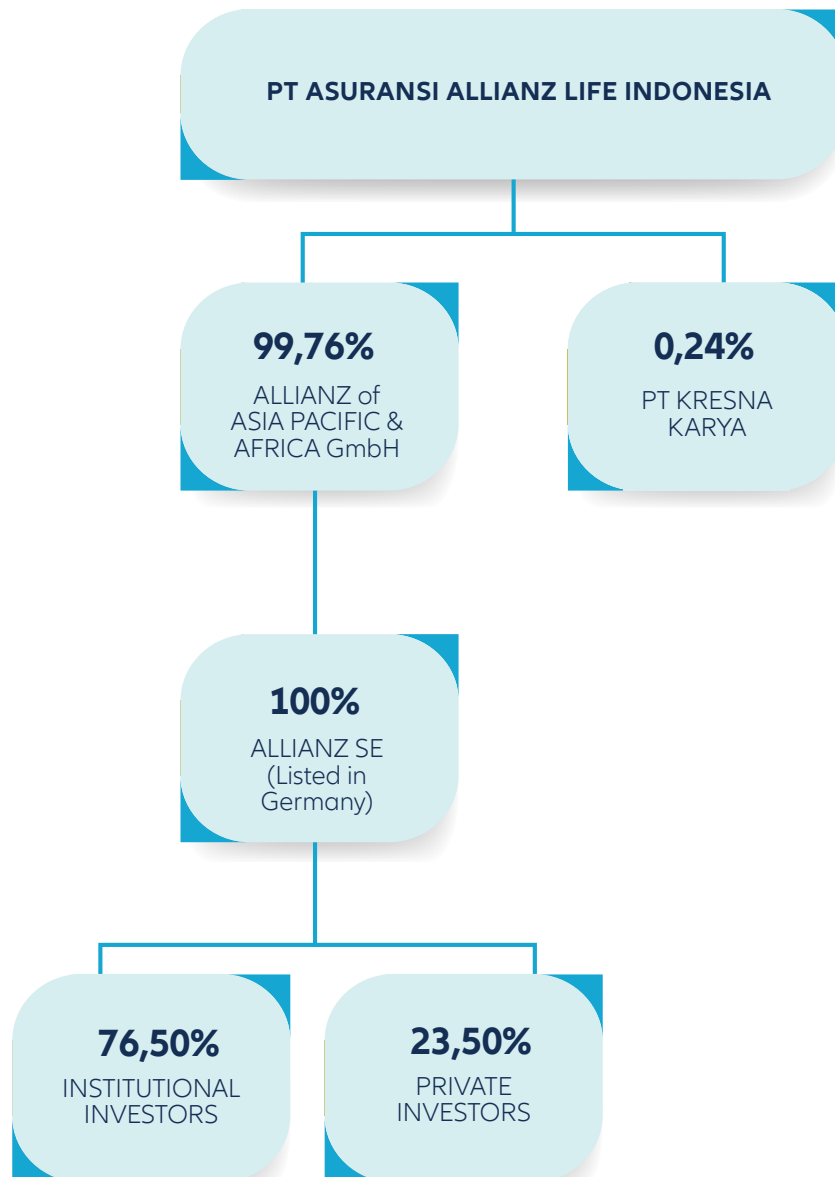 PT ASURANSI ALLIANZ LIFE INDONESIA
99,76%
ALLIANZ of
ASIA PACIFIC &
AFRICA GmbH
0,24%
PT KRESNA
KARYA
100%
ALLIANZ SE
(Listed in
Germany)
76,50%
INSTITUTIONAL
INVESTORS
23,50%
PRIVATE
INVESTORS